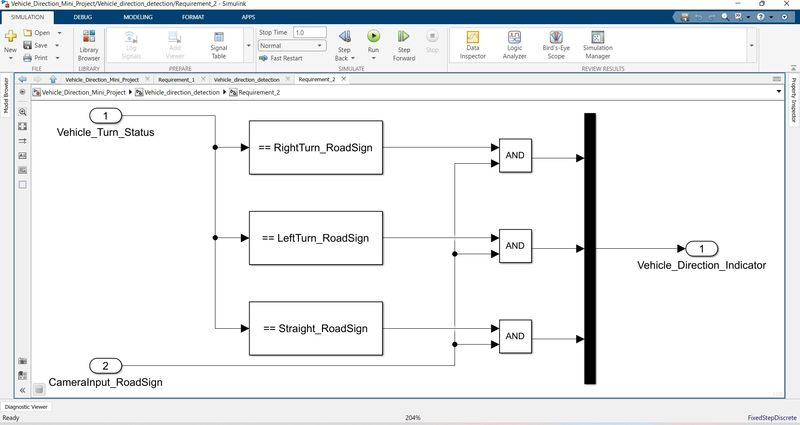 Vehicle_Direction_Mini_Project/Vehicle_direction_detection/Requirement_2 - Simulink
SIMULATION DEBUG MODELING FORMAT APPS
New
Open
Save
Print
FILE
Library Browser
LIBRARY
Log Signals
Add Viewer
Signal Table
PREPARE
Stop Time 1.0
Normal
Fast Restart
Step Back
Run
Step Forward
Stop
SIMULATE
Data Inspector
Logic Analyzer
Bird's-Eye Scope
Simulation Manager
REVIEW RESULTS
Vehicle_Direction_Mini_Project Requirement_1 Vehicle_direction_detection Requirement_2
Vehicle_Direction_Mini_Project Vehicle_direction_detection Requirement_2
Model Browser
Property Inspector
1
Vehicle_Turn_Status
== RightTurn_RoadSign
AND
== LeftTurn_RoadSign
AND
1
Vehicle_Direction_Indicator
== Straight_RoadSign
AND
2
CameraInput_RoadSign
Diagnostic Viewer
Ready 204% FixedStepDiscrete